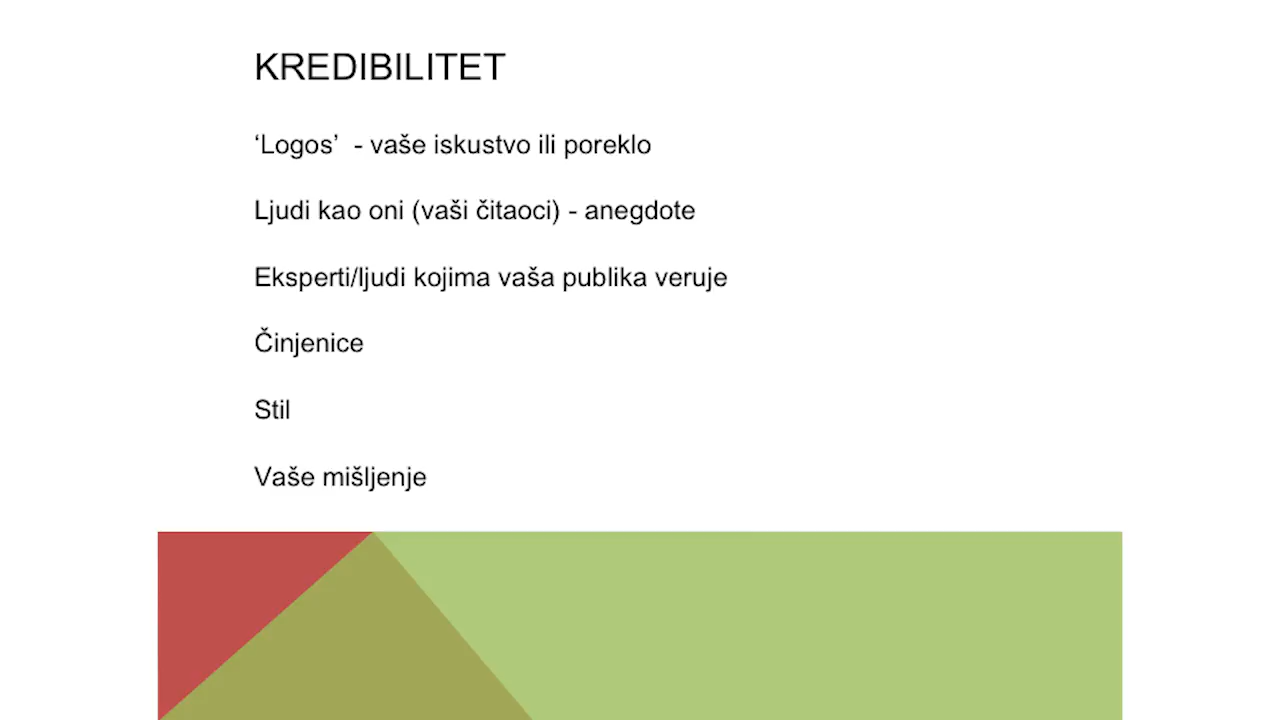 KREDIBILITET
‘Logos’ - vaše iskustvo ili poreklo
Ljudi kao oni (vaši čitaoci) - anegdote
Eksperti/ljudi kojima vaša publika veruje
Činjenice
Stil
Vaše mišljenje